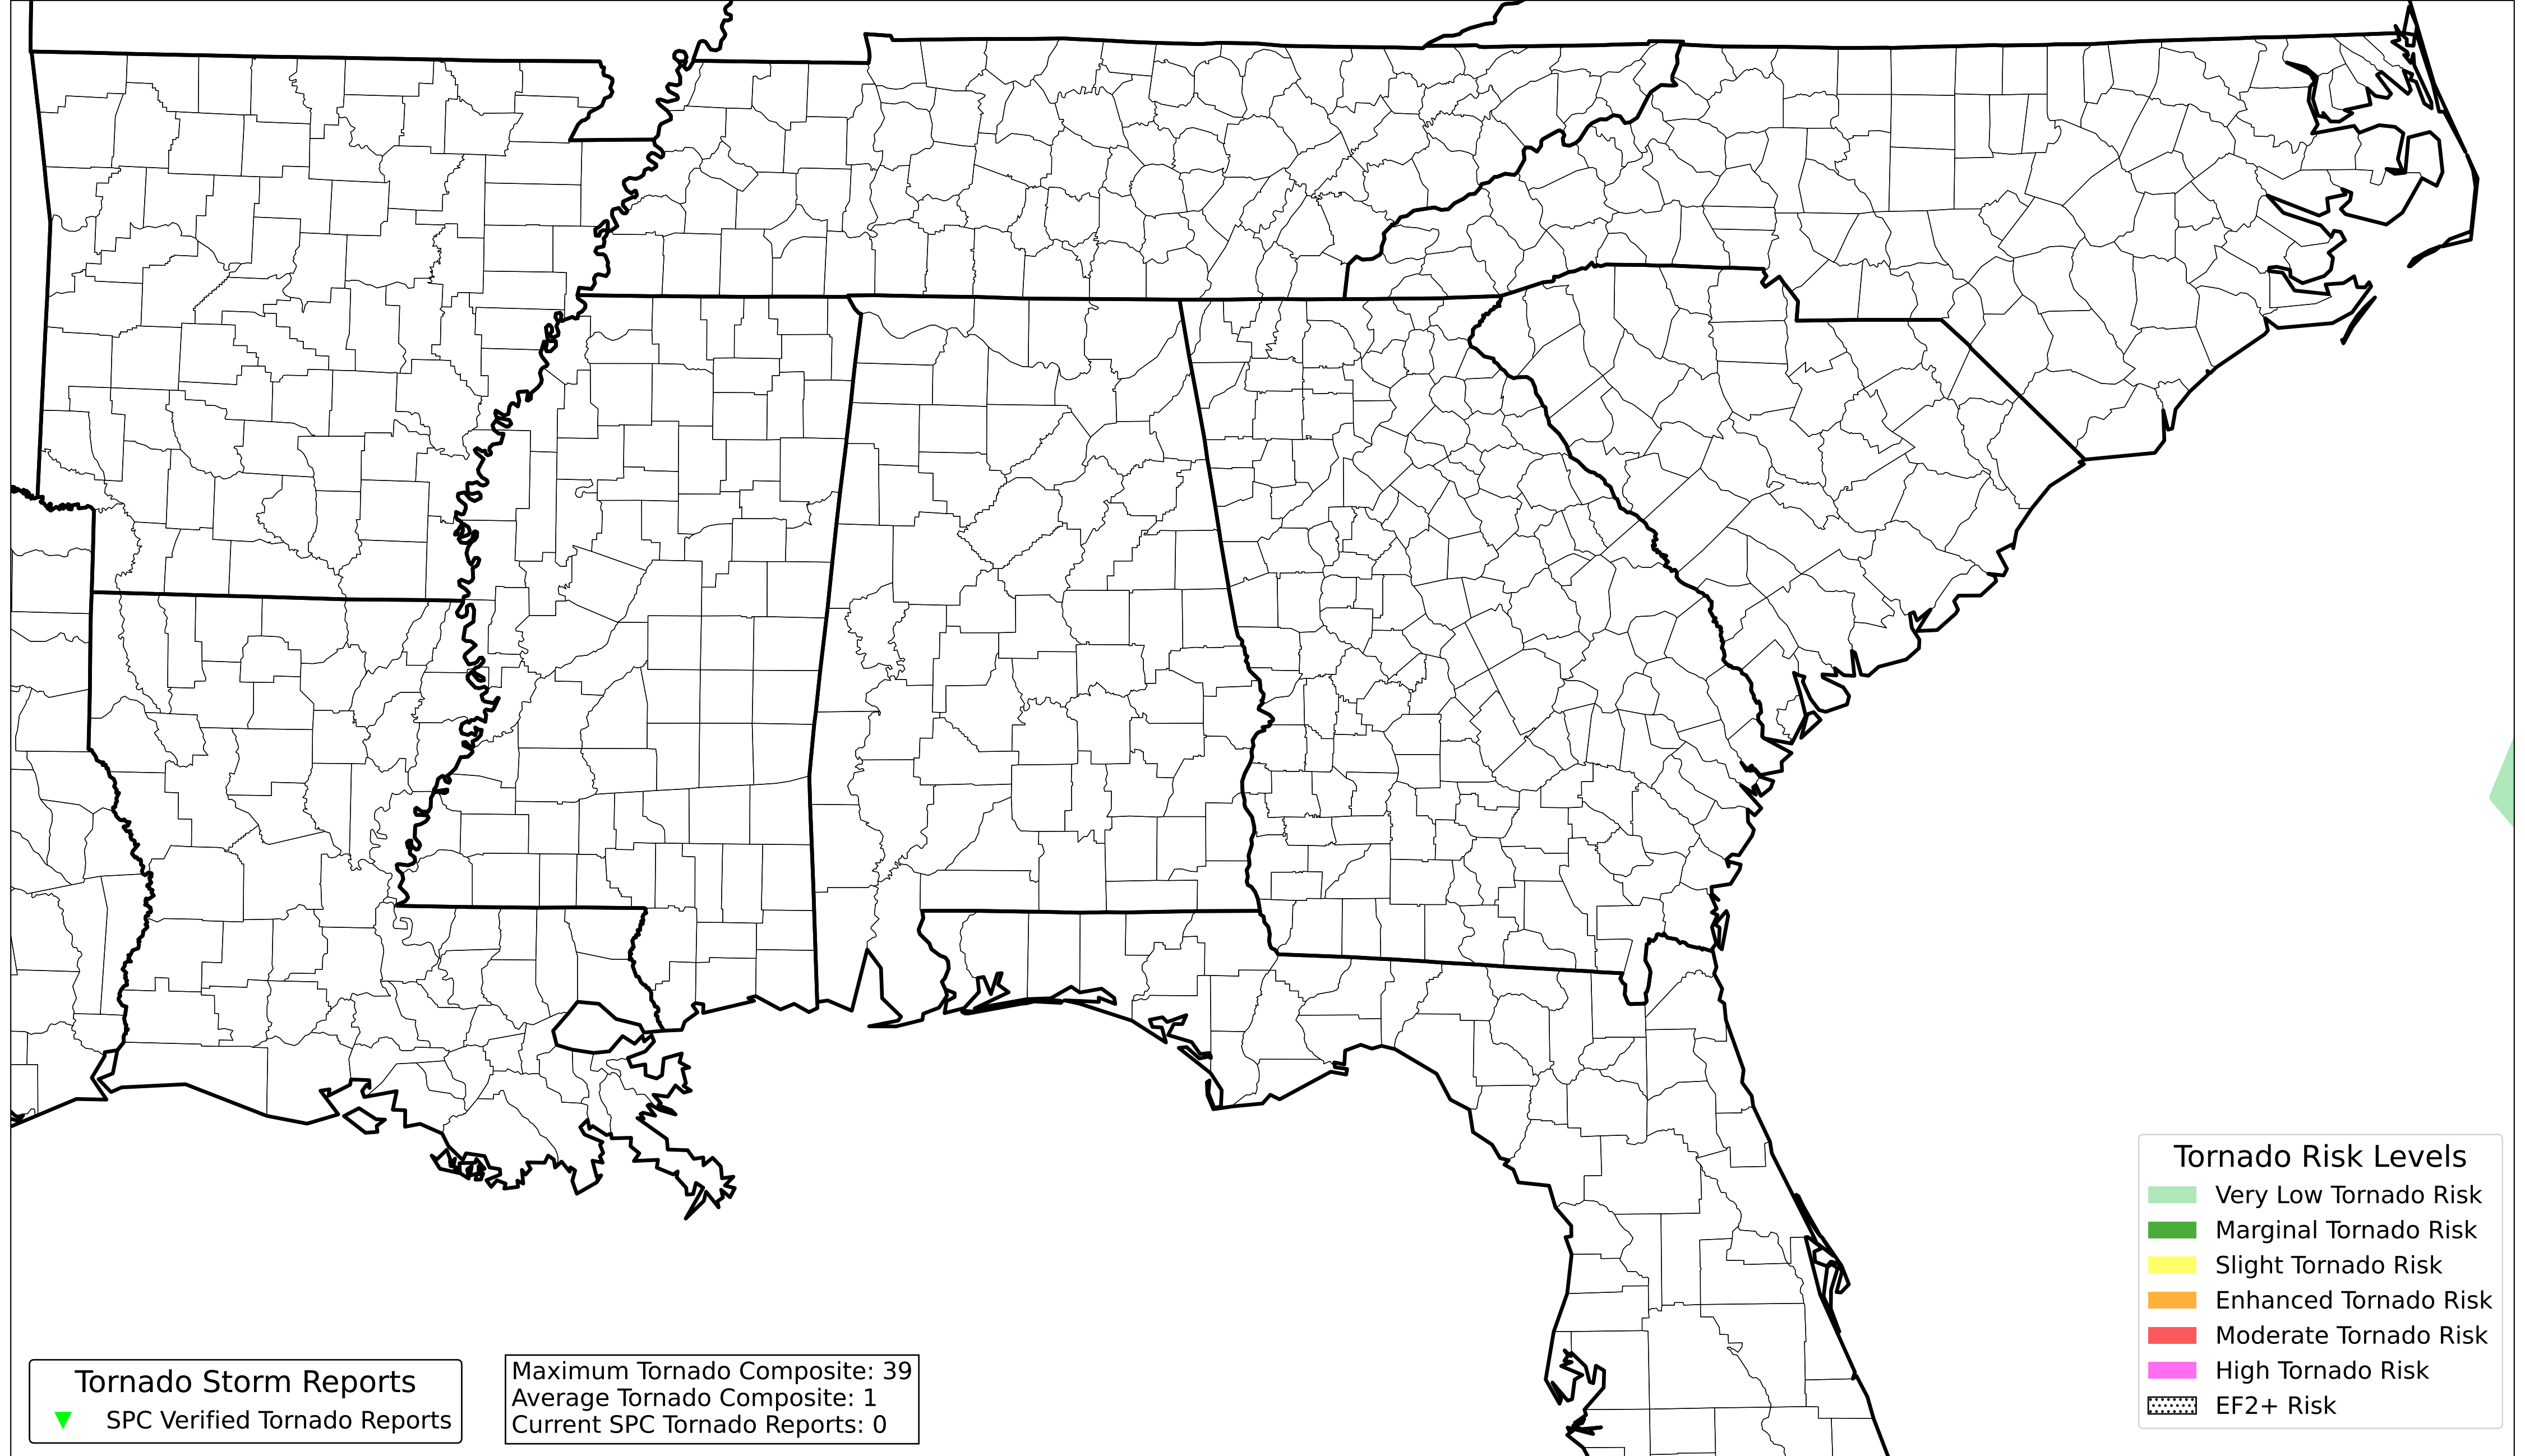 Tornado Storm Reports
SPC Verified Tornado Reports
Maximum Tornado Composite: 39
Average Tornado Composite: 1
Current SPC Tornado Reports: 0
Tornado Risk Levels
Very Low Tornado Risk
Marginal Tornado Risk
Slight Tornado Risk
Enhanced Tornado Risk
Moderate Tornado Risk
High Tornado Risk
EF2+ Risk